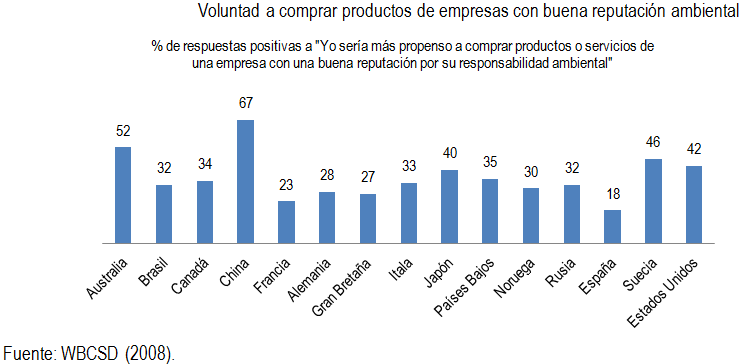 Voluntad a comprar productos de empresas con buena reputación ambiental
% de respuestas positivas a "Yo sería más propenso a comprar productos o servicios de
una empresa con una buena reputación por su responsabilidad ambiental"
52
32
34
67
23
28
27
33
40
35
30
32
18
46
42
Australia
Brasil
Canadá
China
Francia
Alemania
Gran Bretaña
Itala
Japón
Países Bajos
Noruega
Rusia
España
Suecia
Estados Unidos
Fuente: WBCSD (2008).